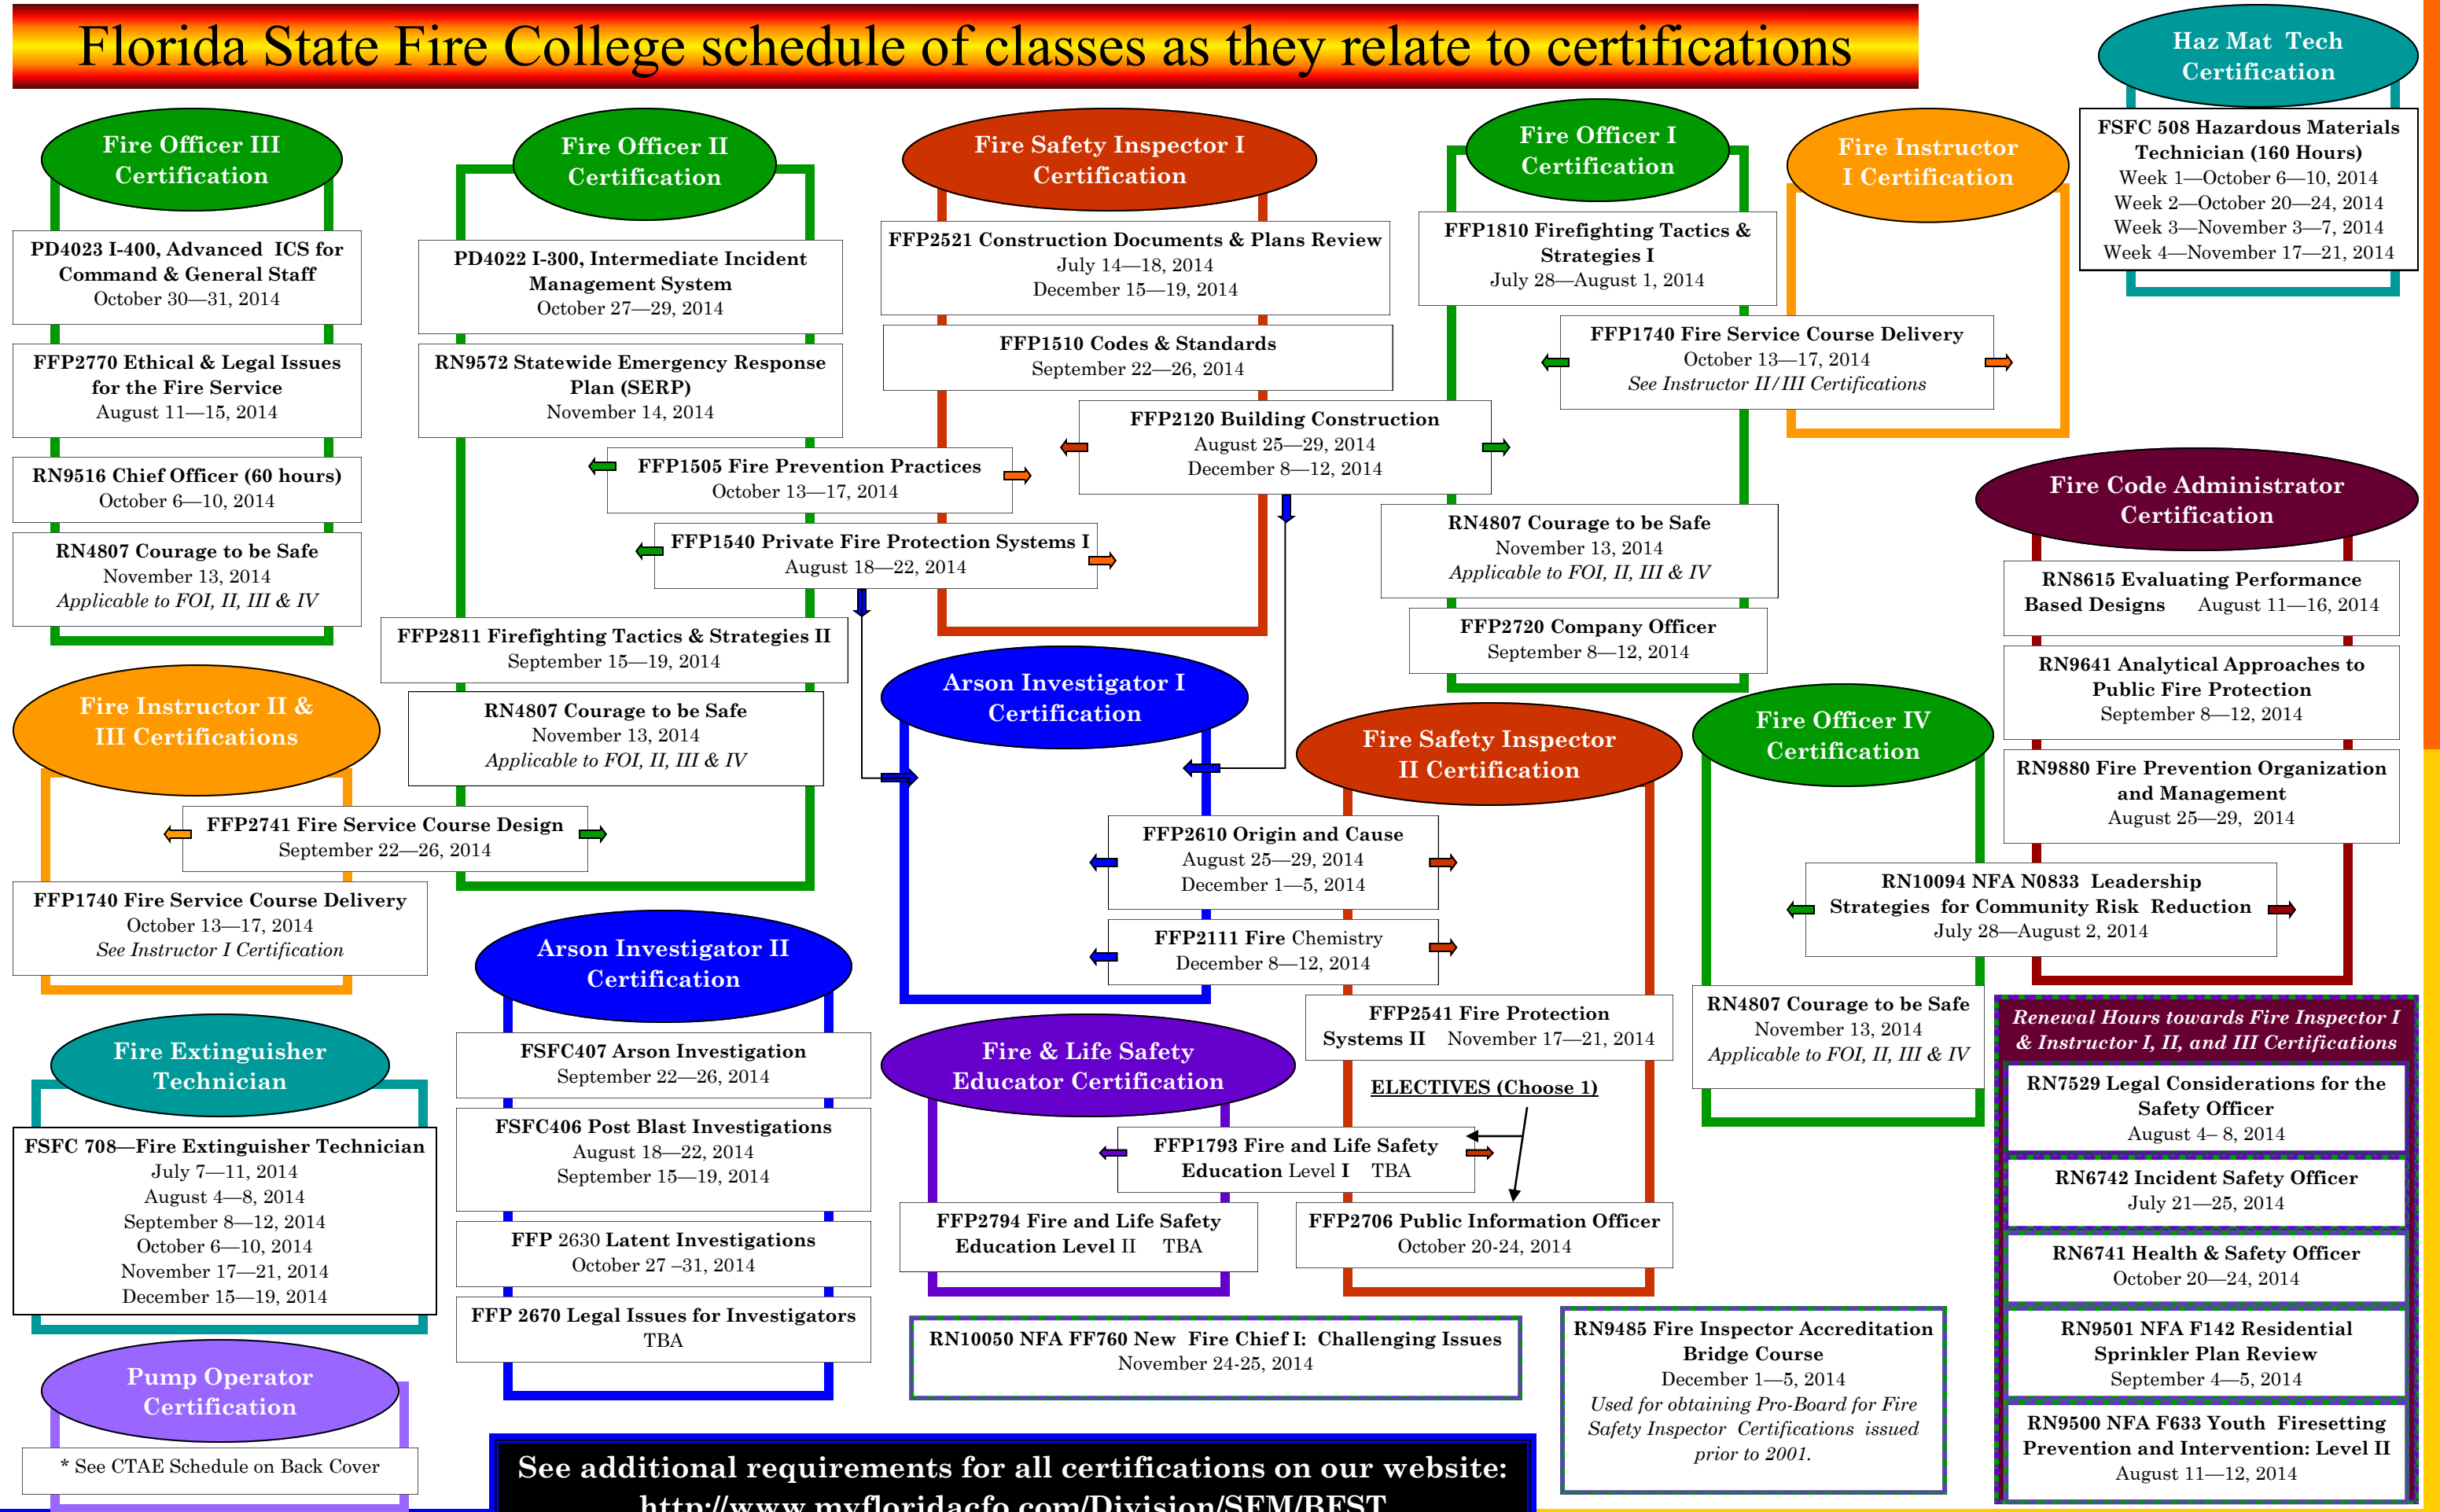 Florida State Fire College schedule of classes as they relate to certifications
Haz Mat  Tech
Certification
FSFC 508 Hazardous Materials
Technician (160 Hours)
Week 1—October 6—10, 2014
Week 2—October 20—24, 2014
Week 3—November 3—7, 2014
Week 4—November 17—21, 2014
Fire Officer III
Certification
PD4023 I-400, Advanced  ICS for
Command & General Staff
October 30—31, 2014
FFP2770 Ethical & Legal Issues
for the Fire Service
August 11—15, 2014
RN9516 Chief Officer (60 hours)
October 6—10, 2014
RN4807 Courage to be Safe
November 13, 2014
Applicable to FOI, II, III & IV
Fire Officer II
Certification
PD4022 I-300, Intermediate Incident
Management System
October 27—29, 2014
RN9572 Statewide Emergency Response
Plan (SERP)
November 14, 2014
FFP1505 Fire Prevention Practices
October 13—17, 2014
FFP1540 Private Fire Protection Systems I
August 18—22, 2014
FFP2811 Firefighting Tactics & Strategies II
September 15—19, 2014
RN4807 Courage to be Safe
November 13, 2014
Applicable to FOI, II, III & IV
Fire Safety Inspector I
Certification
FFP2521 Construction Documents & Plans Review
July 14—18, 2014
December 15—19, 2014
FFP1510 Codes & Standards
September 22—26, 2014
FFP2120 Building Construction
August 25—29, 2014
December 8—12, 2014
Fire Officer I
Certification
FFP1810 Firefighting Tactics &
Strategies I
July 28—August 1, 2014
Fire Instructor
I Certification
FFP1740 Fire Service Course Delivery
October 13—17, 2014
See Instructor II/III Certifications
RN4807 Courage to be Safe
November 13, 2014
Applicable to FOI, II, III & IV
FFP2720 Company Officer
September 8—12, 2014
Fire Code Administrator
Certification
RN8615 Evaluating Performance
Based Designs      August 11—16, 2014
RN9641 Analytical Approaches to
Public Fire Protection
September 8—12, 2014
RN9880 Fire Prevention Organization
and Management
August 25—29,  2014
RN10094 NFA N0833  Leadership
Strategies  for Community Risk  Reduction
July 28—August 2, 2014
Fire Instructor II &
III Certifications
FFP2741 Fire Service Course Design
September 22—26, 2014
FFP1740 Fire Service Course Delivery
October 13—17, 2014
See Instructor I Certification
Arson Investigator I
Certification
Fire Safety Inspector
II Certification
FFP2610 Origin and Cause
August 25—29, 2014
December 1—5, 2014
FFP2111 Fire Chemistry
December 8—12, 2014
FFP2541 Fire Protection
Systems II    November 17—21, 2014
ELECTIVES (Choose 1)
FFP1793 Fire and Life Safety
Education Level I    TBA
FFP2706 Public Information Officer
October 20-24, 2014
Fire Officer IV
Certification
RN4807 Courage to be Safe
November 13, 2014
Applicable to FOI, II, III & IV
Arson Investigator II
Certification
FSFC407 Arson Investigation
September 22—26, 2014
FSFC406 Post Blast Investigations
August 18—22, 2014
September 15—19, 2014
FFP 2630 Latent Investigations
October 27 –31, 2014
FFP 2670 Legal Issues for Investigators
TBA
Fire & Life Safety
Educator Certification
FFP2794 Fire and Life Safety
Education Level II     TBA
Fire Extinguisher
Technician
FSFC 708—Fire Extinguisher Technician
July 7—11, 2014
August 4—8, 2014
September 8—12, 2014
October 6—10, 2014
November 17—21, 2014
December 15—19, 2014
Pump Operator
Certification
* See CTAE Schedule on Back Cover
RN10050 NFA FF760 New  Fire Chief I:  Challenging Issues
November 24-25, 2014
RN9485 Fire Inspector Accreditation
Bridge Course
December 1—5, 2014
Used for obtaining Pro-Board for Fire
Safety Inspector  Certifications  issued
prior to 2001.
Renewal Hours towards Fire Inspector I
& Instructor I, II, and III Certifications
RN7529 Legal Considerations for the
Safety Officer
August 4– 8, 2014
RN6742 Incident Safety Officer
July 21—25, 2014
RN6741 Health & Safety Officer
October 20—24, 2014
RN9501 NFA F142 Residential
Sprinkler Plan Review
September 4—5, 2014
RN9500 NFA F633 Youth  Firesetting
Prevention and Intervention: Level II
August 11—12, 2014
See additional requirements for all certifications on our website:
http://www.myfloridacfo.com/Division/SFM/BFST